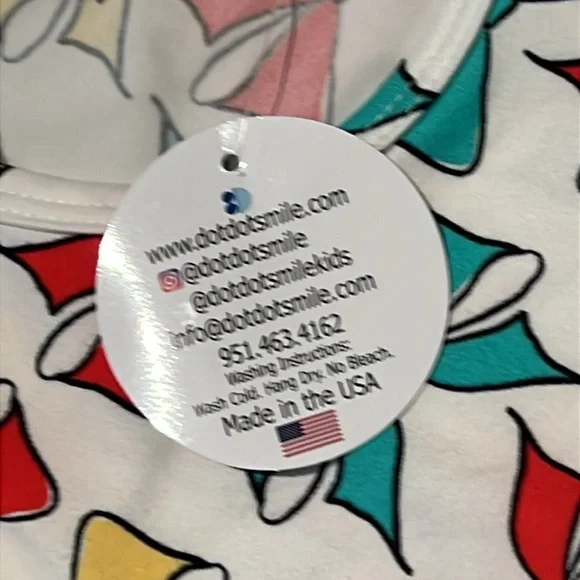 www.dotdotsmile.com
@dotdotsmile
@dotdotsmilekids
info@dotdotsmile.com
951.463.4162
Washing Instructions:
Wash Cold, Hang Dry, No Bleach.
Made in the USA